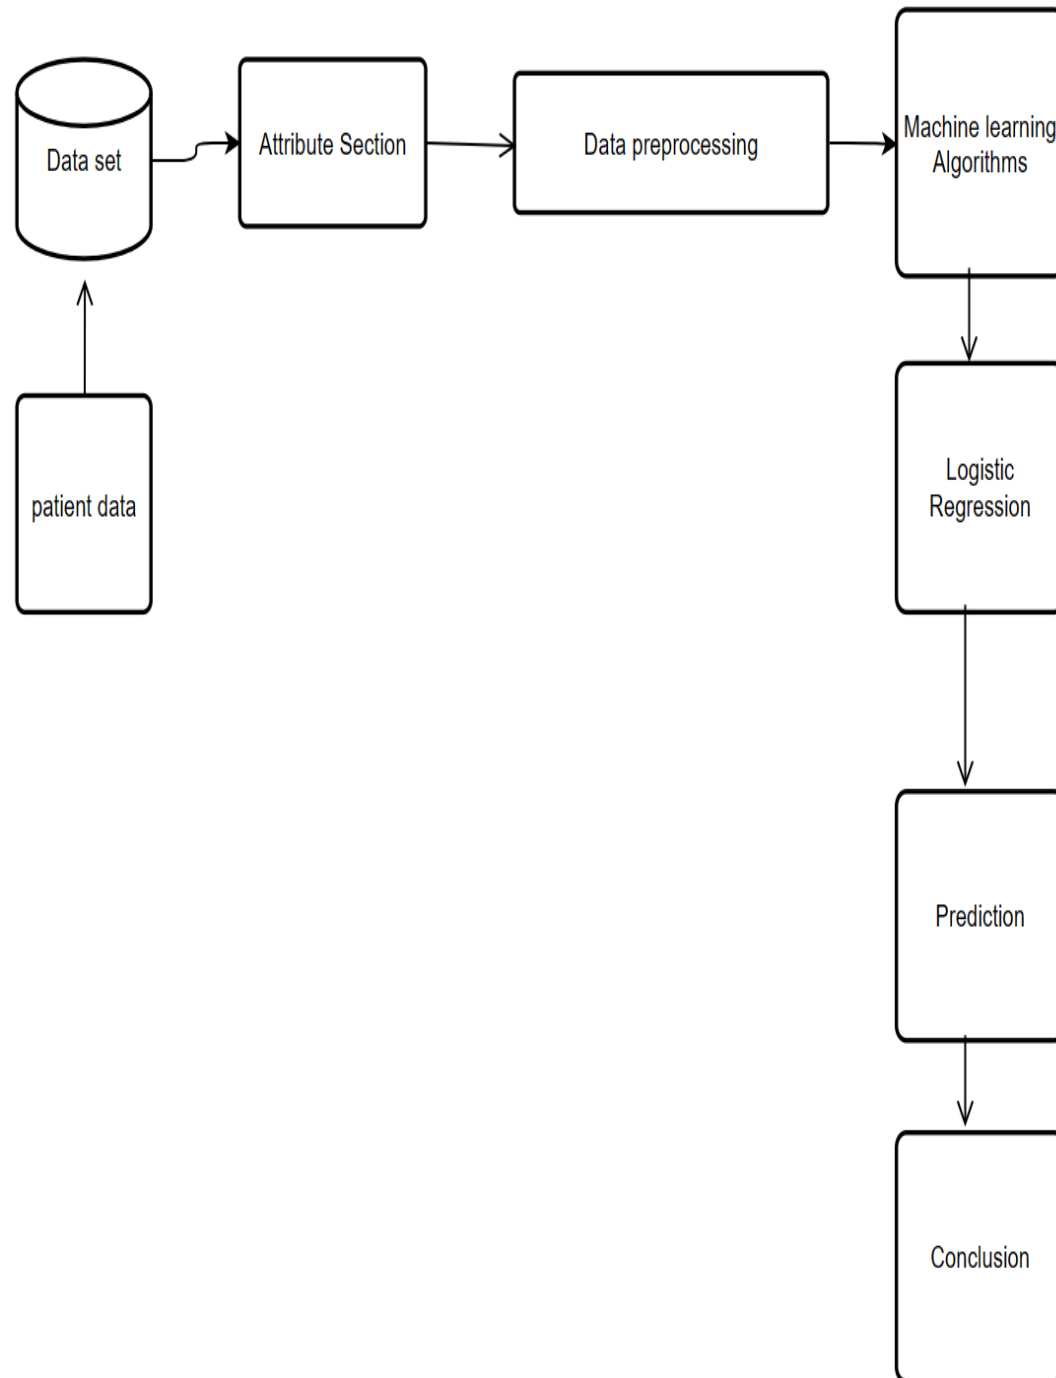 Data set
Attribute Section
Data preprocessing
Machine learning
Algorithms
patient data
Logistic
Regression
Prediction
Conclusion